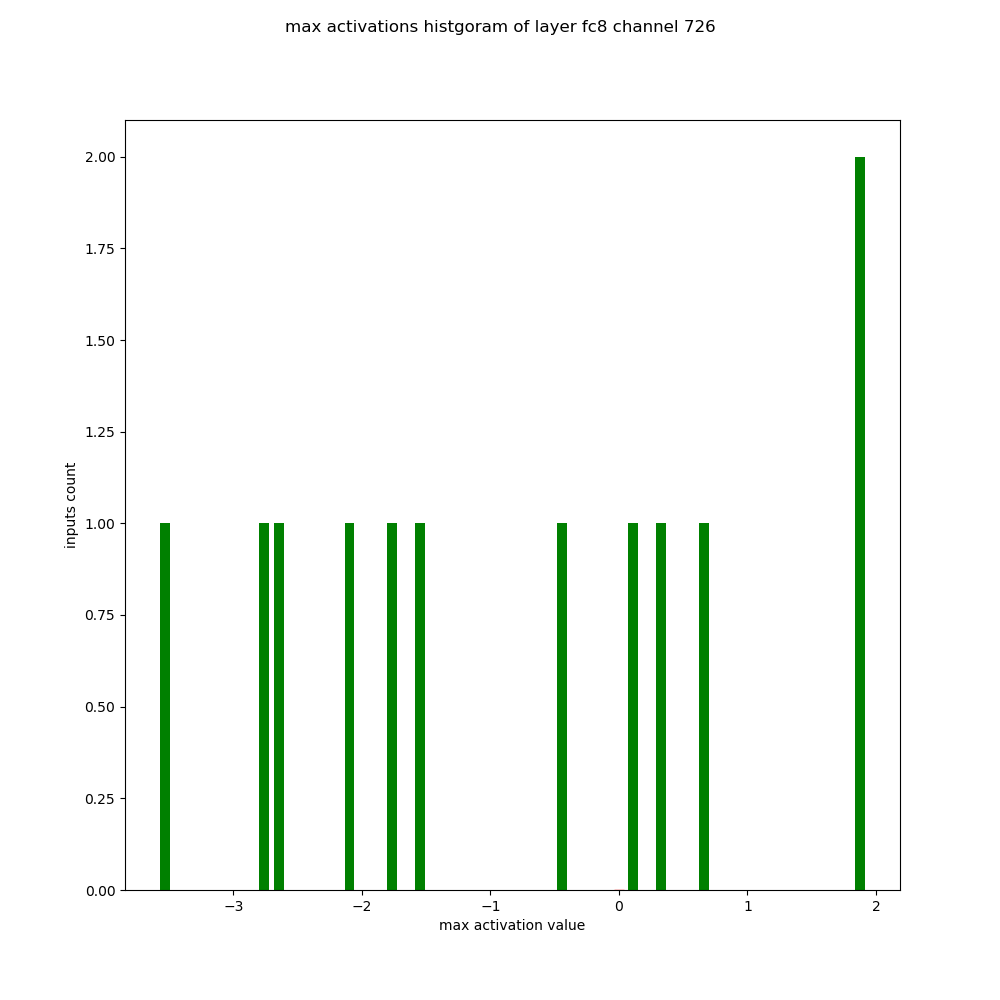 max activations histgoram of layer fc8 channel 726
2.00
1.75
1.50
1.25
1.00
0.75
0.50
0.25
0.00
inputs count
−3 −2 −1 0 1 2
max activation value